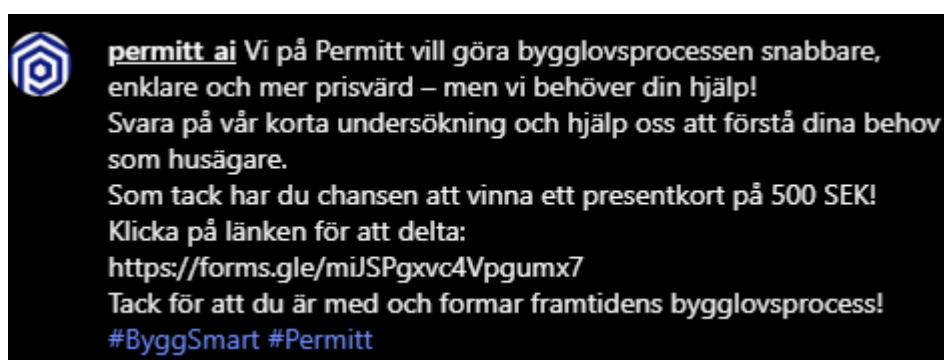 permitt_ai Vi på Permitt vill göra bygglovsprocessen snabbare,
enklare och mer prisvärd – men vi behöver din hjälp!
Svara på vår korta undersökning och hjälp oss att förstå dina behov
som husägare.
Som tack har du chansen att vinna ett presentkort på 500 SEK!
Klicka på länken för att delta:
https://forms.gle/miJSPgxvc4Vpgumx7
Tack för att du är med och formar framtidens bygglovsprocess!
#ByggSmart #Permitt